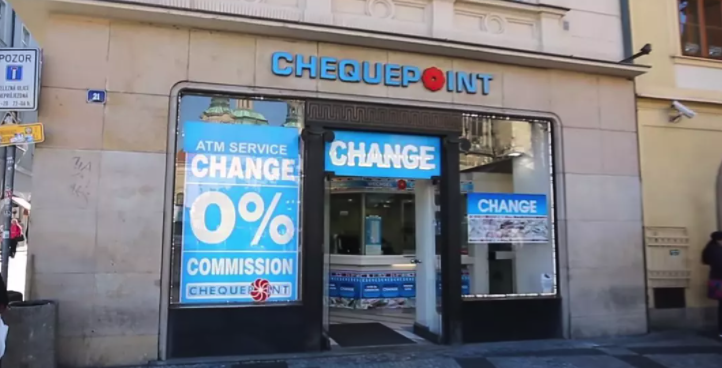 CHEQUEPOINT
POZOR
21
ATM SERVICE
CHANGE
0%
COMMISSION
CHEQUEPOINT
CHANGE
CHANGE